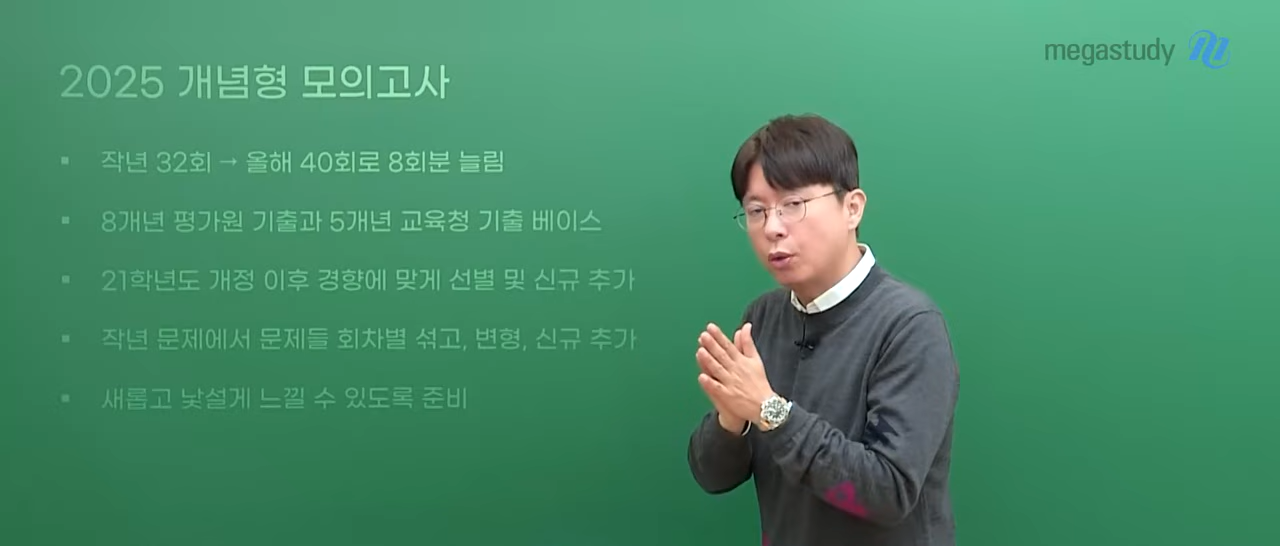 megastudy
2025 개념형 모의고사
▪ 작년 32회 → 올해 40회로 8회분 늘림
▪ 8개년 평가원 기출과 5개년 교육청 기출 베이스
▪ 21학년도 개정 이후 경향에 맞게 선별 및 신규 추가
▪ 작년 문제에서 문제들 회차별 섞고, 변형, 신규 추가
▪ 새롭고 낯설게 느낄 수 있도록 준비